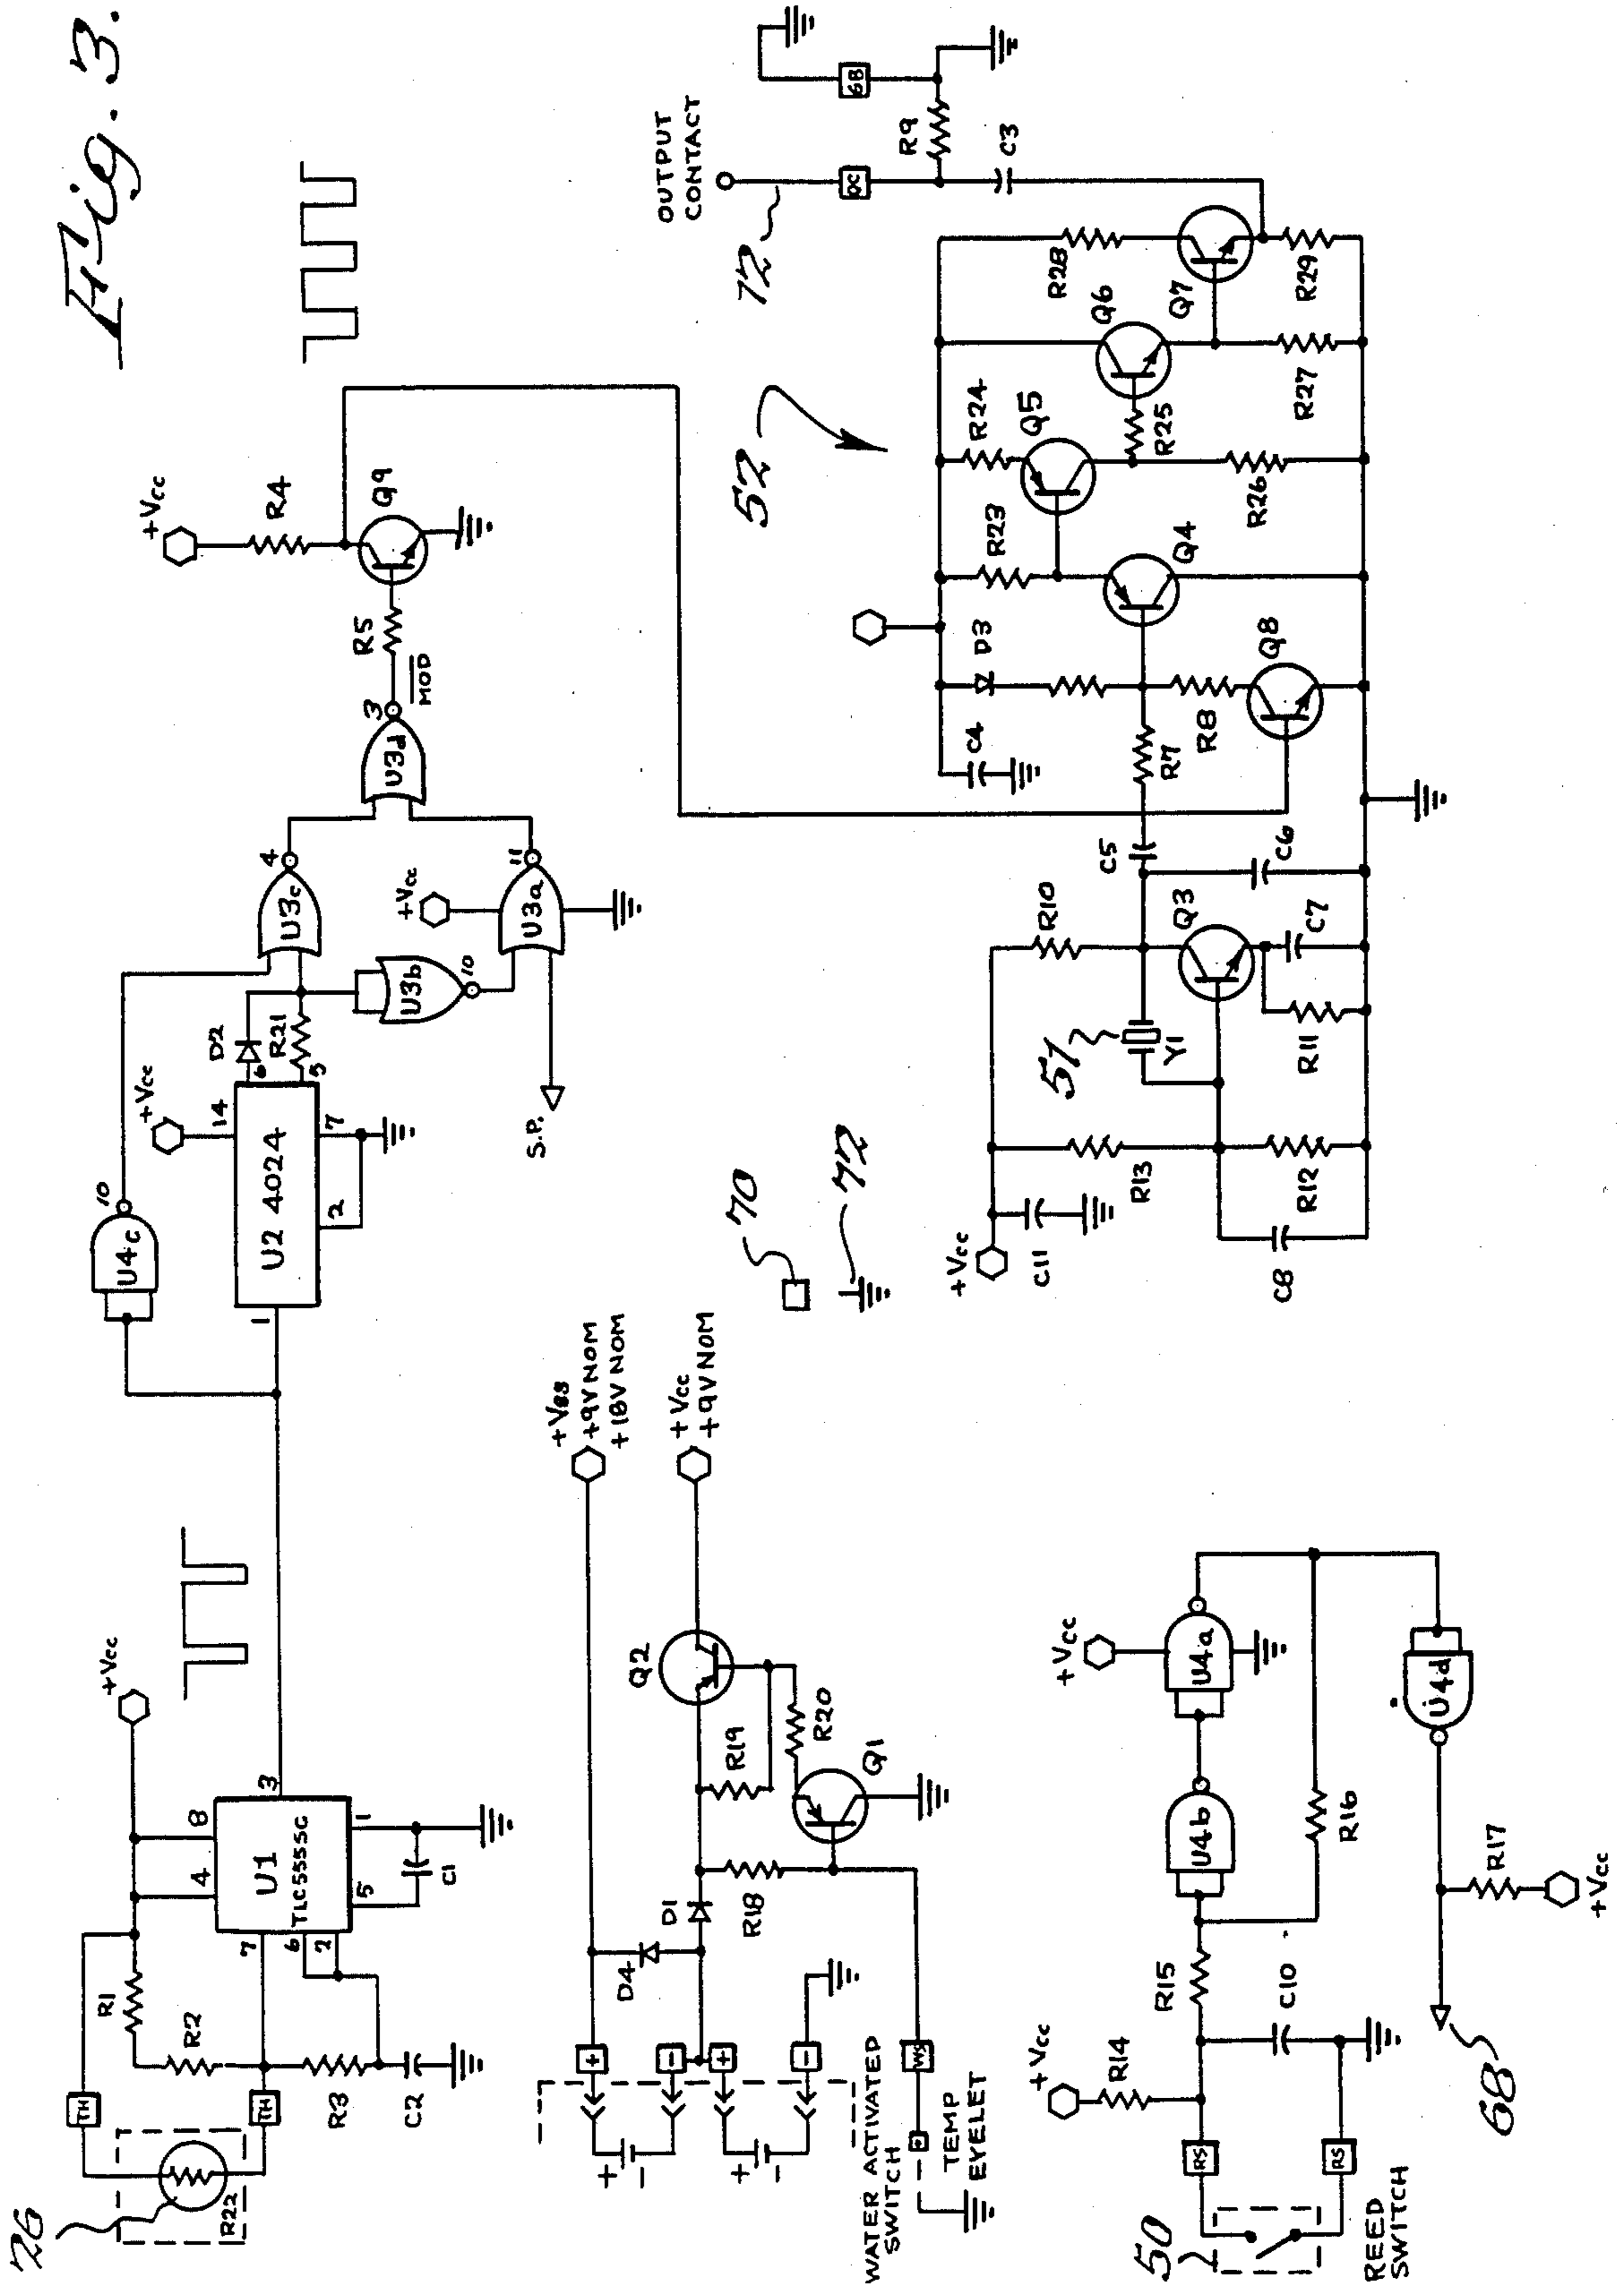 Fig. 3.
26
R22
TH
TH
R1
R2
R3
C2
+Vcc
7
6
2
4
8
U1
TLC555C
5
1
3
C1
U4c
10
1
U2 4024
14
+Vcc
2
7
6
5
D2
R21
U3c
4
U3b
10
+Vcc
U3a
11
S.P.
U3d
3
MOD
R5
+Vcc
R4
Q9
+
-
+
-
+
-
+
-
WATER ACTIVATED
SWITCH
WS
TEMP
EYELET
D4
D1
R18
R19
R20
Q1
Q2
+VBB
+9V NOM
+18V NOM
+Vcc
+9V NOM
70
72
50
REED
SWITCH
RS
RS
+Vcc
R14
R15
C10
U4b
U4a
+Vcc
R16
U4d
R17
+Vcc
68
+Vcc
C11
R13
R12
C8
51
Y1
R10
Q3
R11
C7
C5
C6
R7
C4
D3
R8
Q8
R23
Q4
52
R24
Q5
R25
R26
Q6
R27
Q7
R28
R29
72
OUTPUT
CONTACT
OC
R9
C3
GB